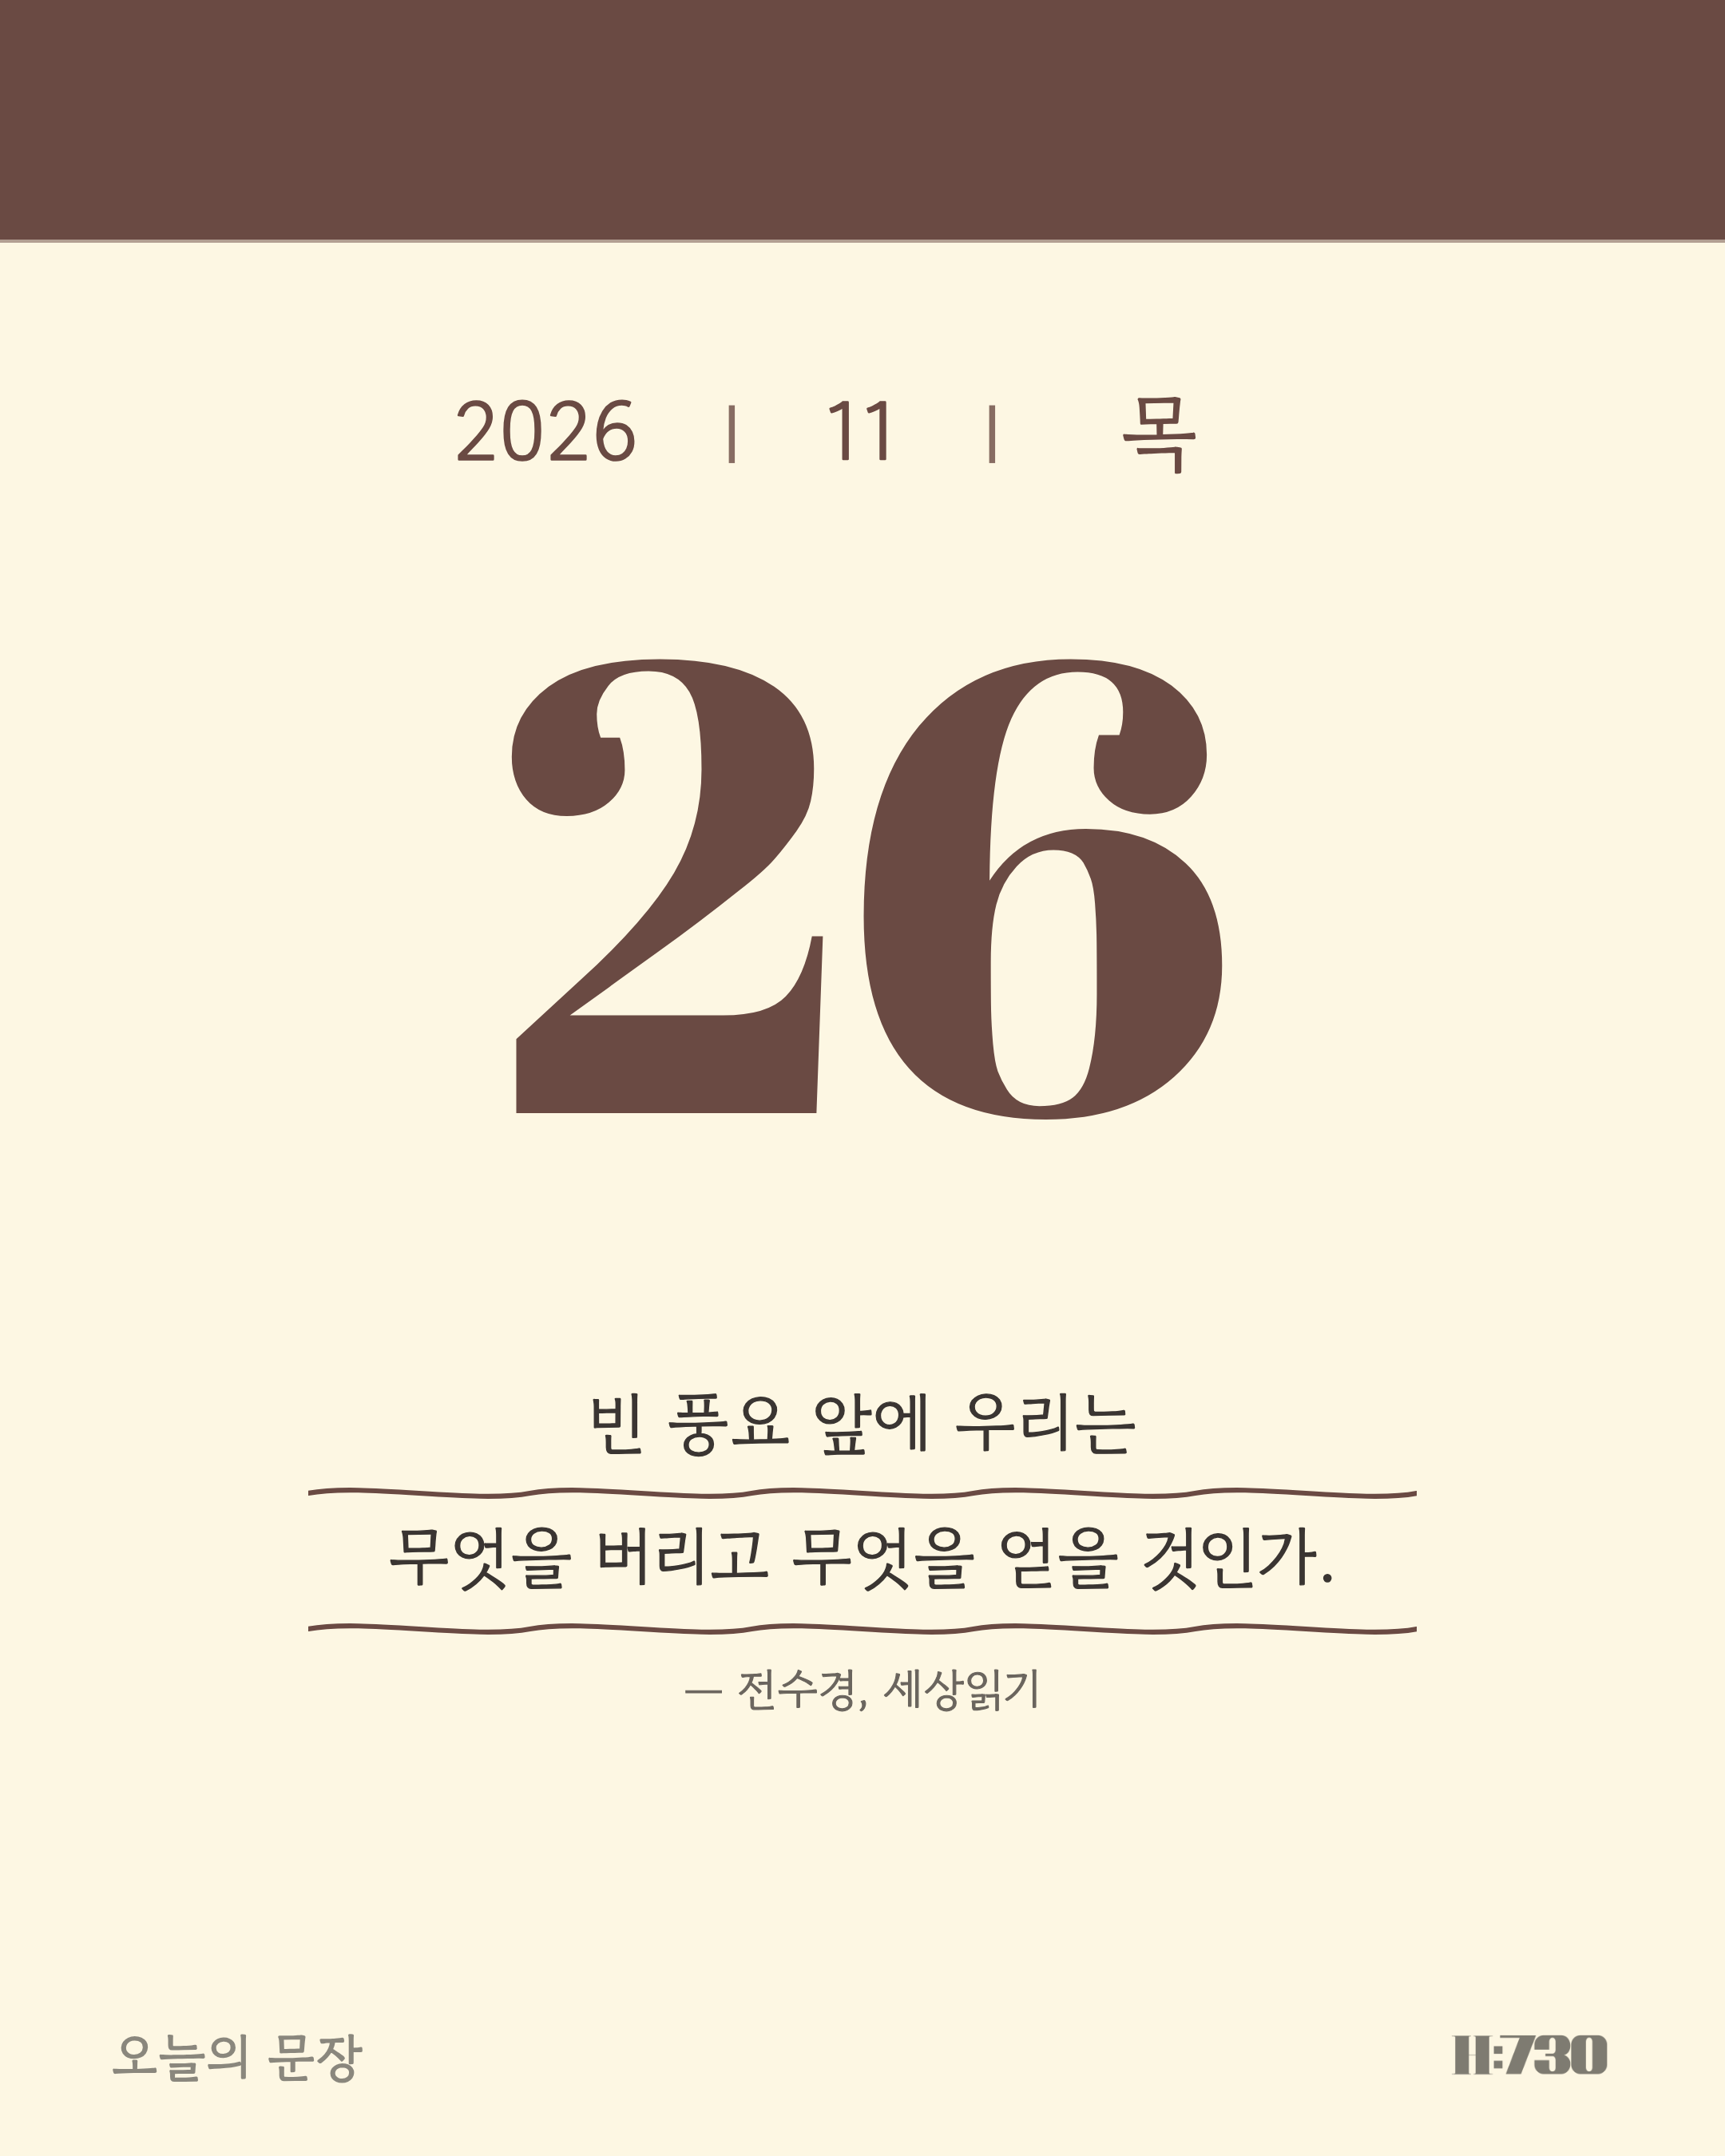 2026 | 11 | 목
26
빈 풍요 앞에 우리는
무엇을 버리고 무엇을 얻을 것인가.
— 전수경, 세상읽기
오늘의 문장
H:730